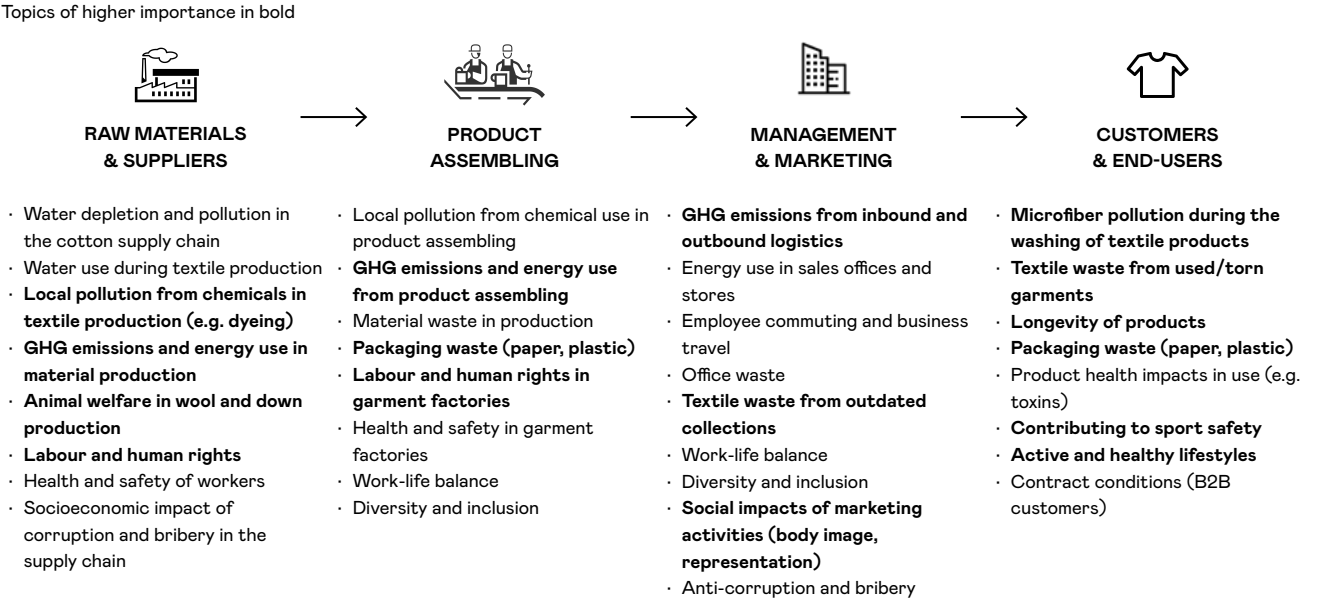 Topics of higher importance in bold
RAW MATERIALS
& SUPPLIERS
· Water depletion and pollution in
the cotton supply chain
· Water use during textile production
· Local pollution from chemicals in
textile production (e.g. dyeing)
· GHG emissions and energy use in
material production
· Animal welfare in wool and down
production
· Labour and human rights
· Health and safety of workers
· Socioeconomic impact of
corruption and bribery in the
supply chain
PRODUCT
ASSEMBLING
· Local pollution from chemical use in
product assembling
· GHG emissions and energy use
from product assembling
· Material waste in production
· Packaging waste (paper, plastic)
· Labour and human rights in
garment factories
· Health and safety in garment
factories
· Work-life balance
· Diversity and inclusion
MANAGEMENT
& MARKETING
· GHG emissions from inbound and
outbound logistics
· Energy use in sales offices and
stores
· Employee commuting and business
travel
· Office waste
· Textile waste from outdated
collections
· Work-life balance
· Diversity and inclusion
· Social impacts of marketing
activities (body image,
representation)
· Anti-corruption and bribery
CUSTOMERS
& END-USERS
· Microfiber pollution during the
washing of textile products
· Textile waste from used/torn
garments
· Longevity of products
· Packaging waste (paper, plastic)
· Product health impacts in use (e.g.
toxins)
· Contributing to sport safety
· Active and healthy lifestyles
· Contract conditions (B2B
customers)